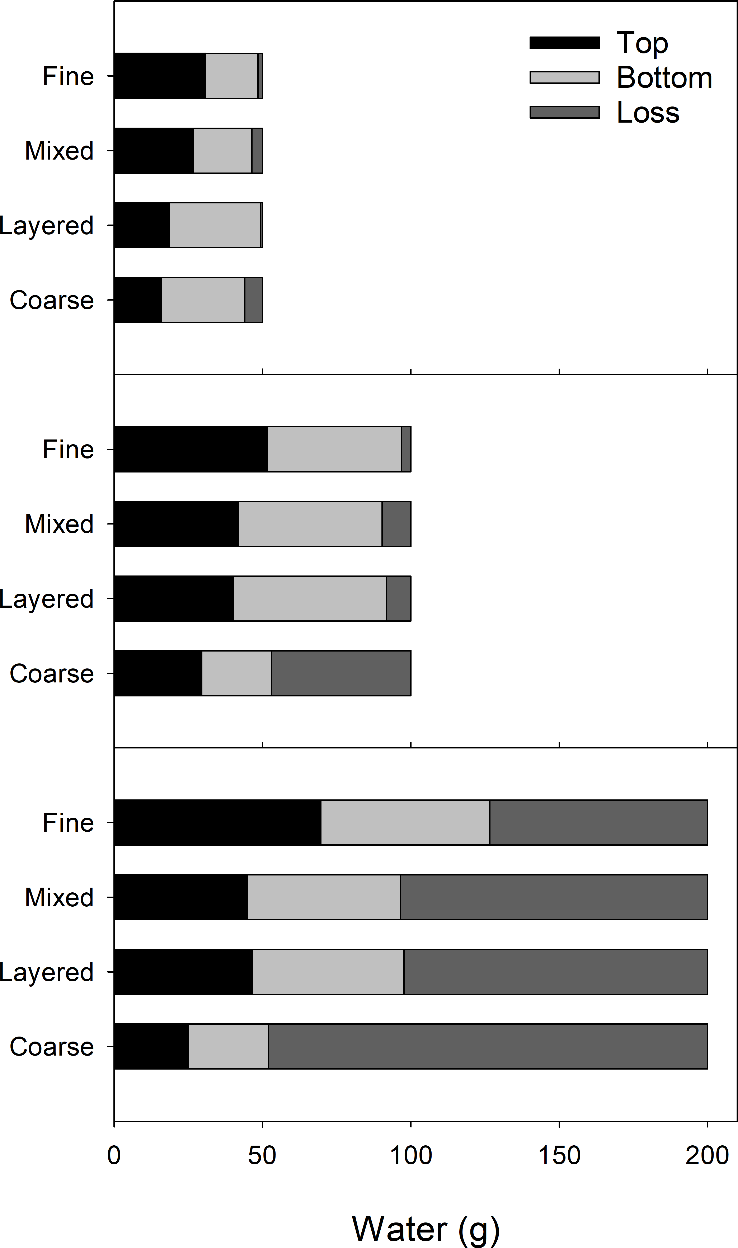 Top
Bottom
Loss
Fine
Mixed
Layered
Coarse
Fine
Mixed
Layered
Coarse
Fine
Mixed
Layered
Coarse
0 50 100 150 200
Water (g)